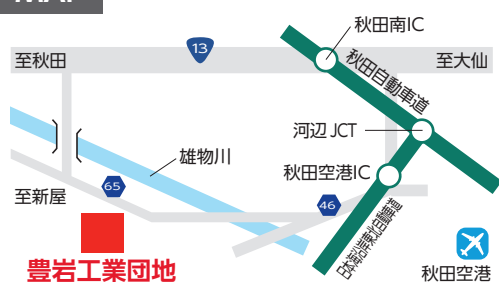 秋田南IC
13
至秋田
秋田自動車道
至大仙
河辺 JCT
雄物川
秋田空港IC
65
至新屋
46
豊岩工業団地
秋田空港